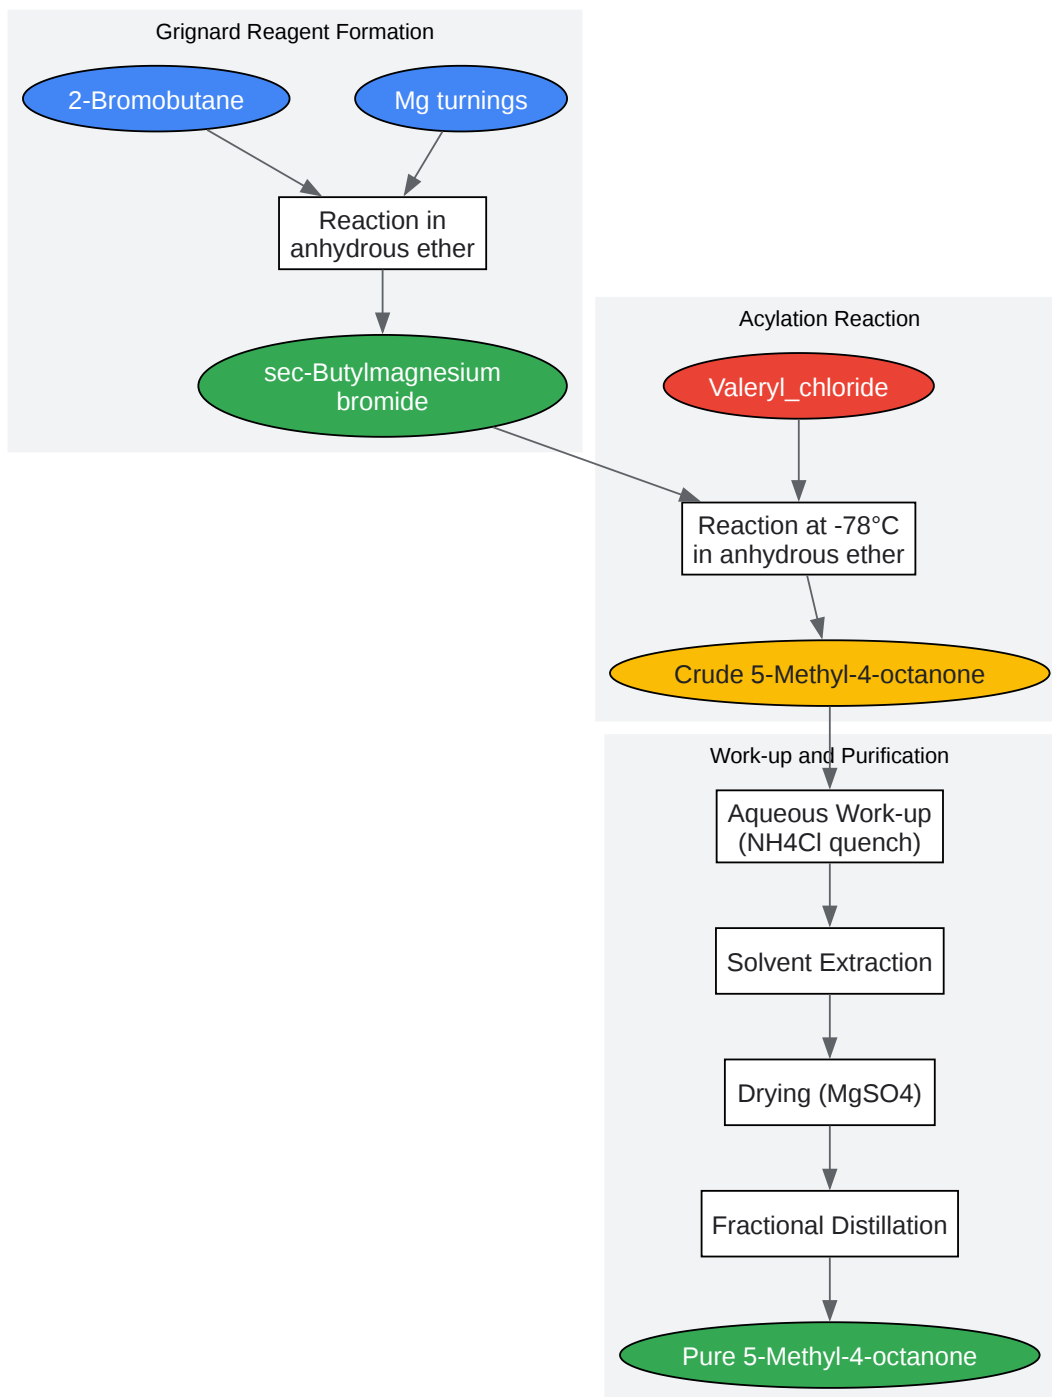 Grignard Reagent Formation
2-Bromobutane
Mg turnings
Reaction in
anhydrous ether
sec-Butylmagnesium
bromide
Acylation Reaction
Valeryl_chloride
Reaction at -78°C
in anhydrous ether
Crude 5-Methyl-4-octanone
Work-up and Purification
Aqueous Work-up
(NH4Cl quench)
Solvent Extraction
Drying (MgSO4)
Fractional Distillation
Pure 5-Methyl-4-octanone